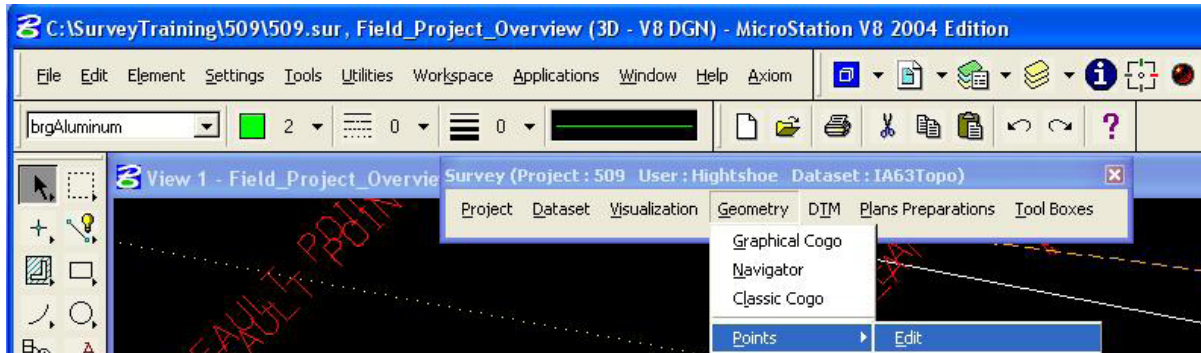 C:\SurveyTraining\509\509.sur, Field_Project_Overview (3D - V8 DGN) - MicroStation V8 2004 Edition
File Edit Element Settings Tools Utilities Workspace Applications Window Help Axiom
brgAluminum 2 0 0
View 1 - Field_Project_Overvie
Survey (Project : 509 User : Hightshoe Dataset : IA63Topo)
Project Dataset Visualization Geometry DTM Plans Preparations Tool Boxes
Graphical Cogo
Navigator
Classic Cogo
Points Edit